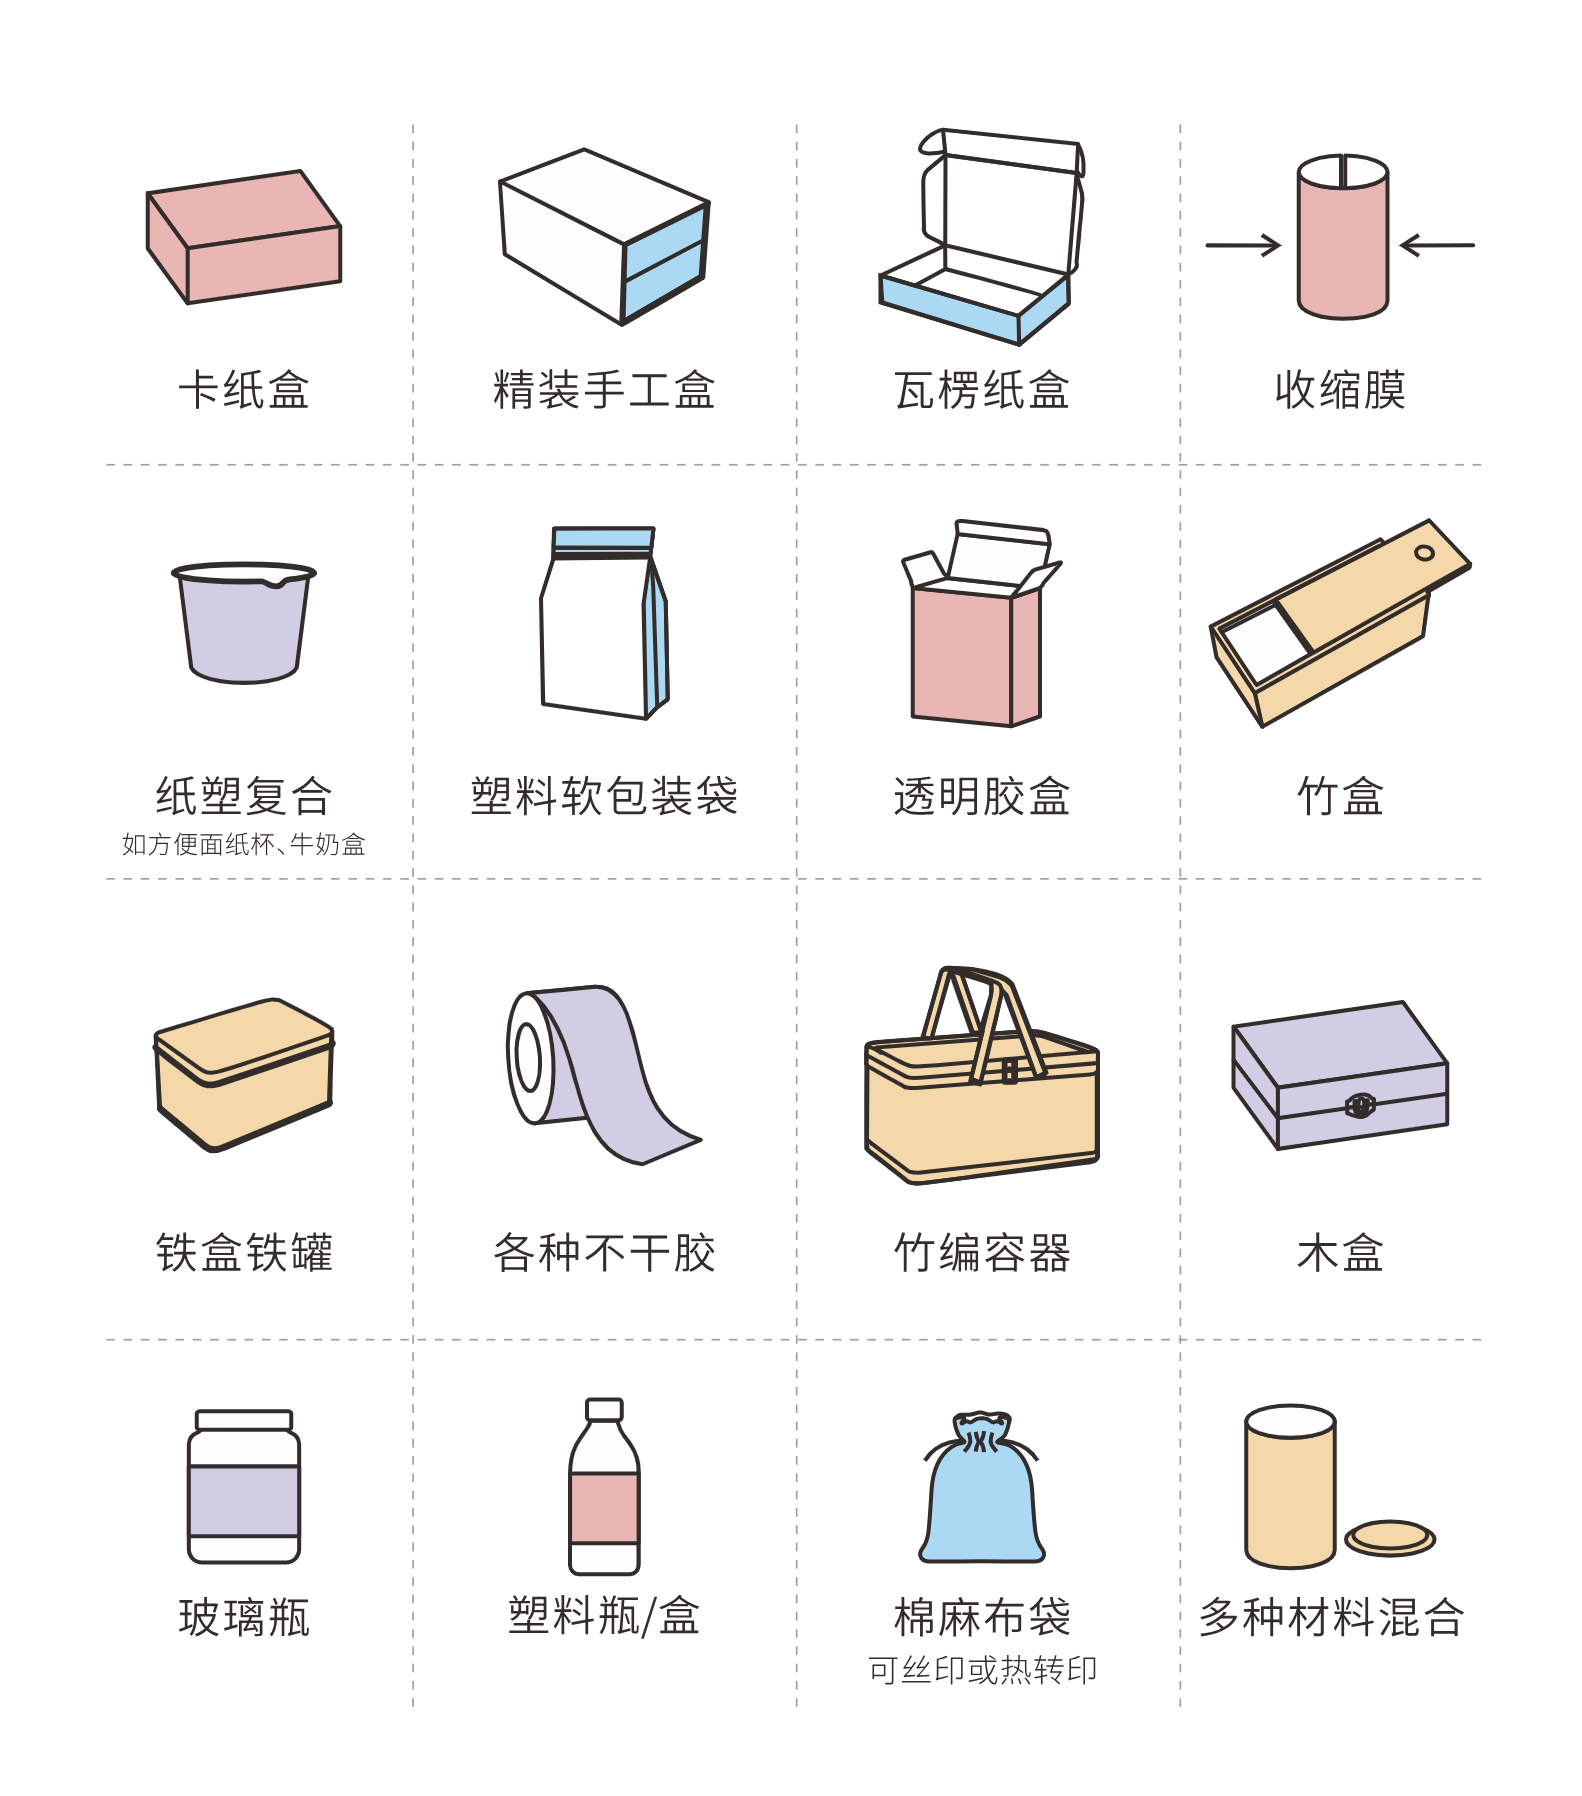 卡纸盒
精装手工盒
瓦楞纸盒
收缩膜
纸塑复合
如方便面纸杯、牛奶盒
塑料软包装袋
透明胶盒
竹盒
铁盒铁罐
各种不干胶
竹编容器
木盒
玻璃瓶
塑料瓶/盒
棉麻布袋
可丝印或热转印
多种材料混合